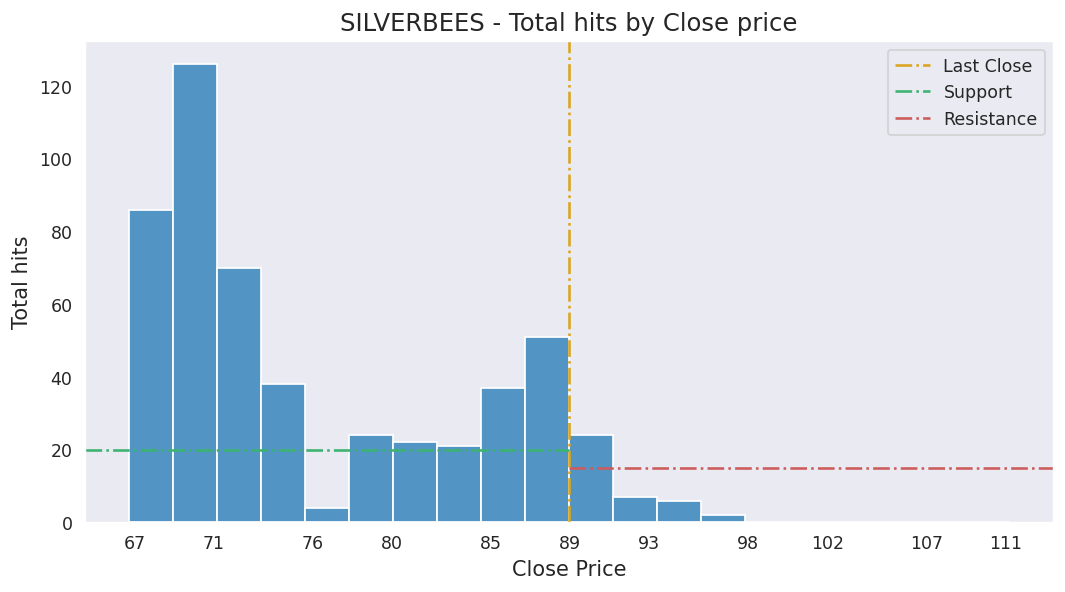 SILVERBEES - Total hits by Close price
Last Close
Support
Resistance
Total hits
120
100
80
60
40
20
0
67 71 76 80 85 89 93 98 102 107 111
Close Price